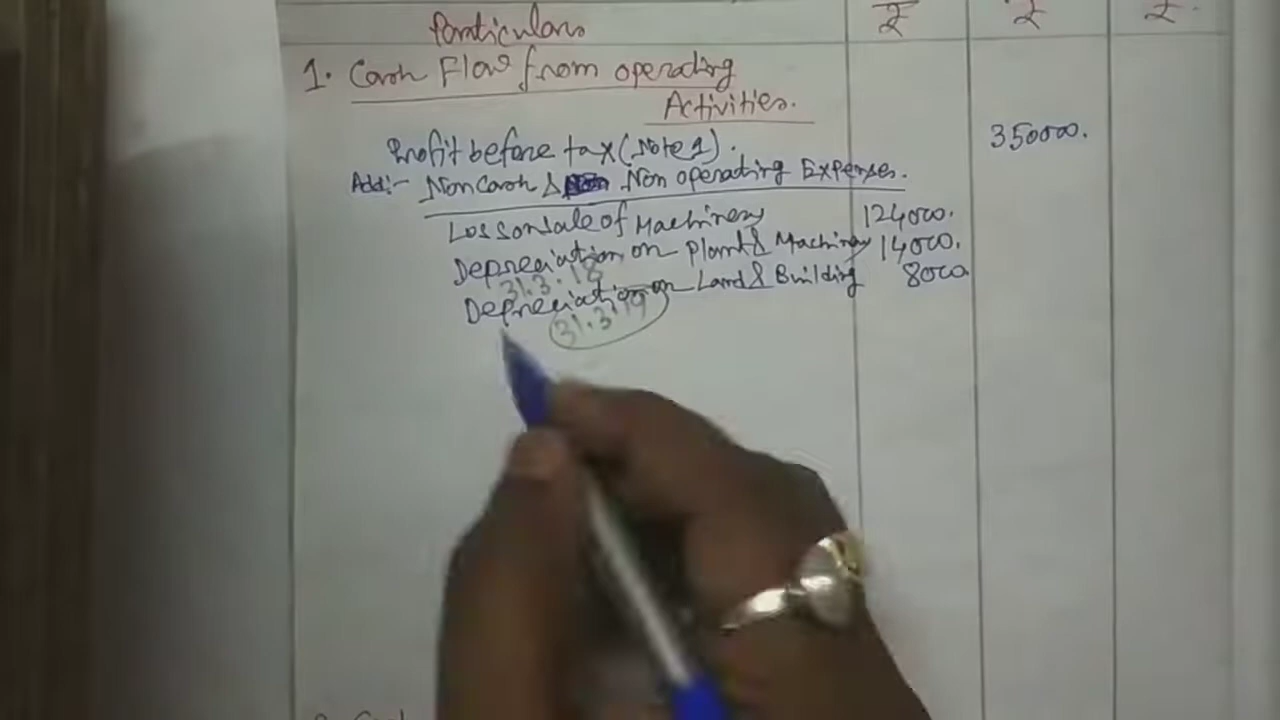 Particulars ₹ ₹ ₹
1. Cash Flow from operating
Activities.
Profit before tax (Note 1). 350000.
Add:- Non Cash & Non operating Expenses.
Loss on sale of Machinery 124000.
Depreciation on Plant & Machinery 14000.
31.3.18
Depreciation on Land & Building 8000
31.3.19